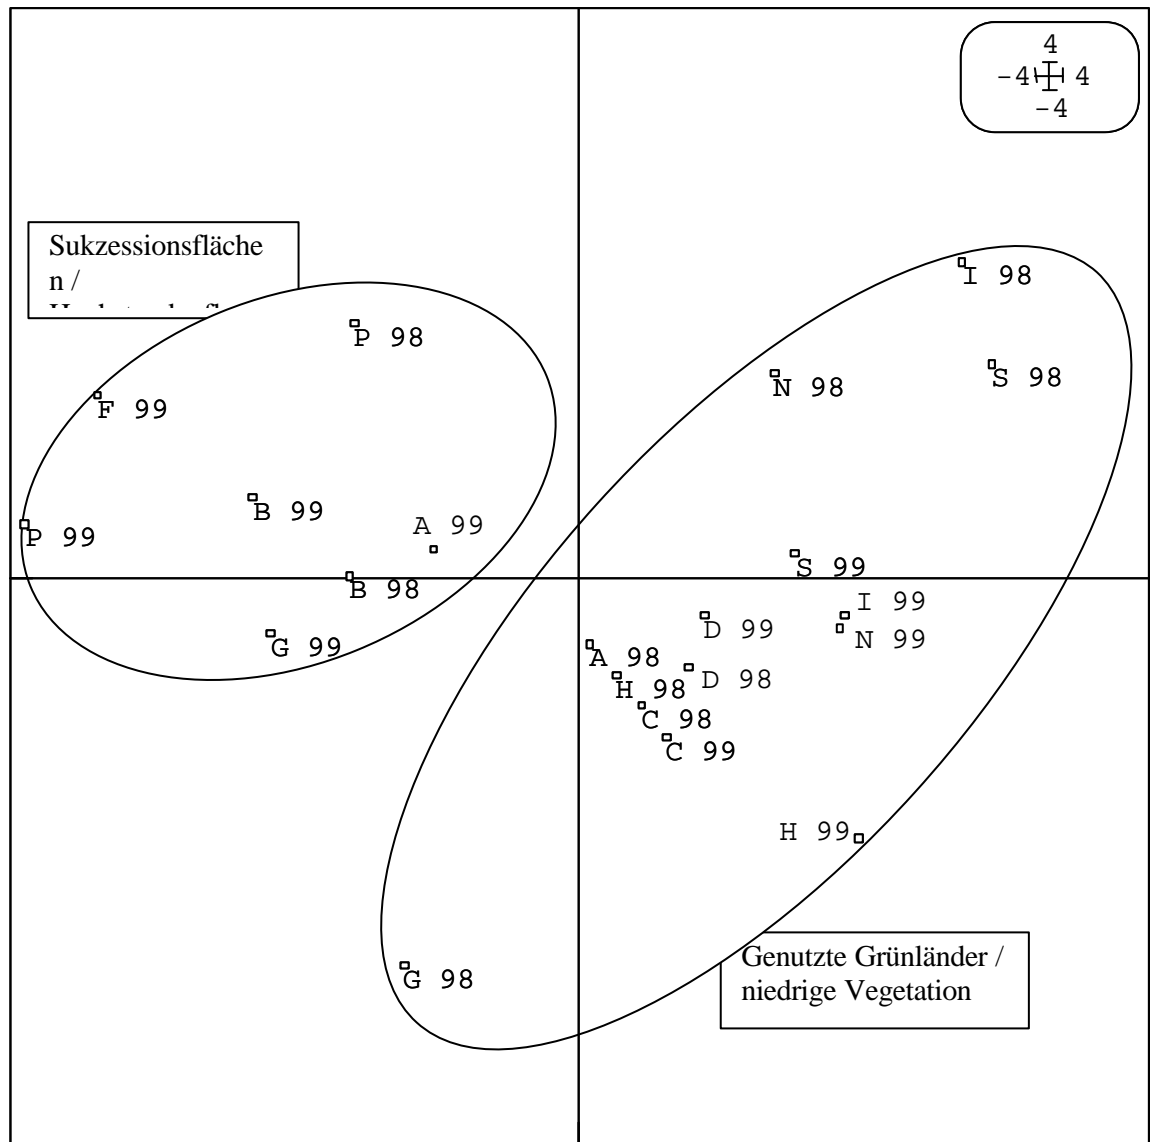 4
-4 4
-4
Sukzessionsfläche
n /
I 98
P 98
S 98
N 98
F 99
B 99
A 99
P 99
S 99
B 98
I 99
D 99
N 99
G 99
A 98
D 98
H 98
C 98
C 99
H 99
Genutzte Grünländer /
niedrige Vegetation
G 98